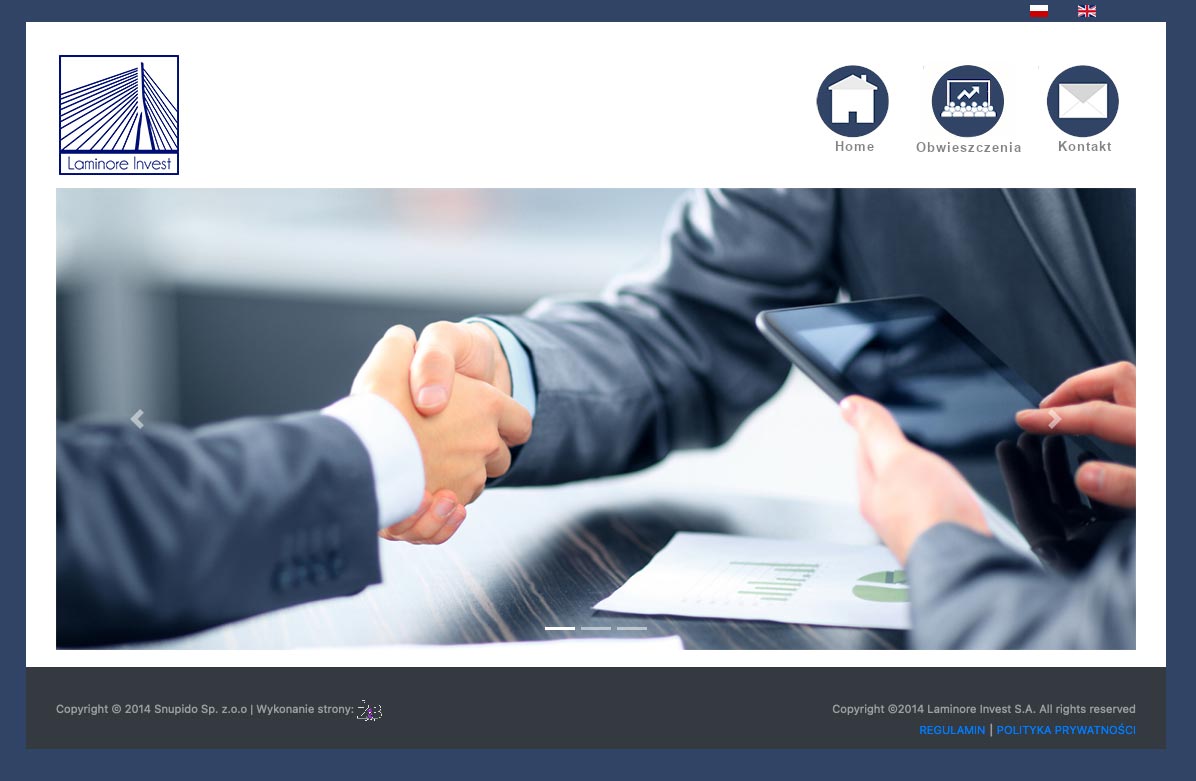 Laminore Invest
Home
Obwieszczenia
Kontakt
Copyright © 2014 Snupido Sp. z.o.o | Wykonanie strony:
Copyright ©2014 Laminore Invest S.A. All rights reserved
REGULAMIN | POLITYKA PRYWATNOŚCI